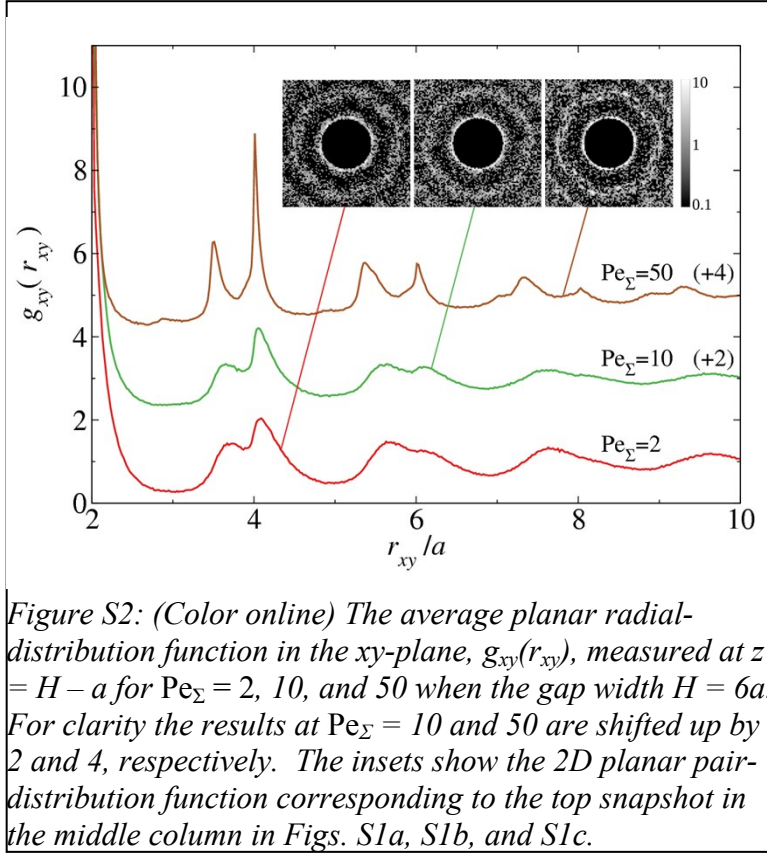 10
8
6
4
2
0
g_xy(r_xy)
10
1
0.1
Pe_Σ=50 (+4)
Pe_Σ=10 (+2)
Pe_Σ=2
2 4 6 8 10
r_xy/a
Figure S2: (Color online) The average planar radial-
distribution function in the xy-plane, g_xy(r_xy), measured at z
= H – a for Pe_Σ = 2, 10, and 50 when the gap width H = 6a.
For clarity the results at Pe_Σ = 10 and 50 are shifted up by
2 and 4, respectively. The insets show the 2D planar pair-
distribution function corresponding to the top snapshot in
the middle column in Figs. S1a, S1b, and S1c.